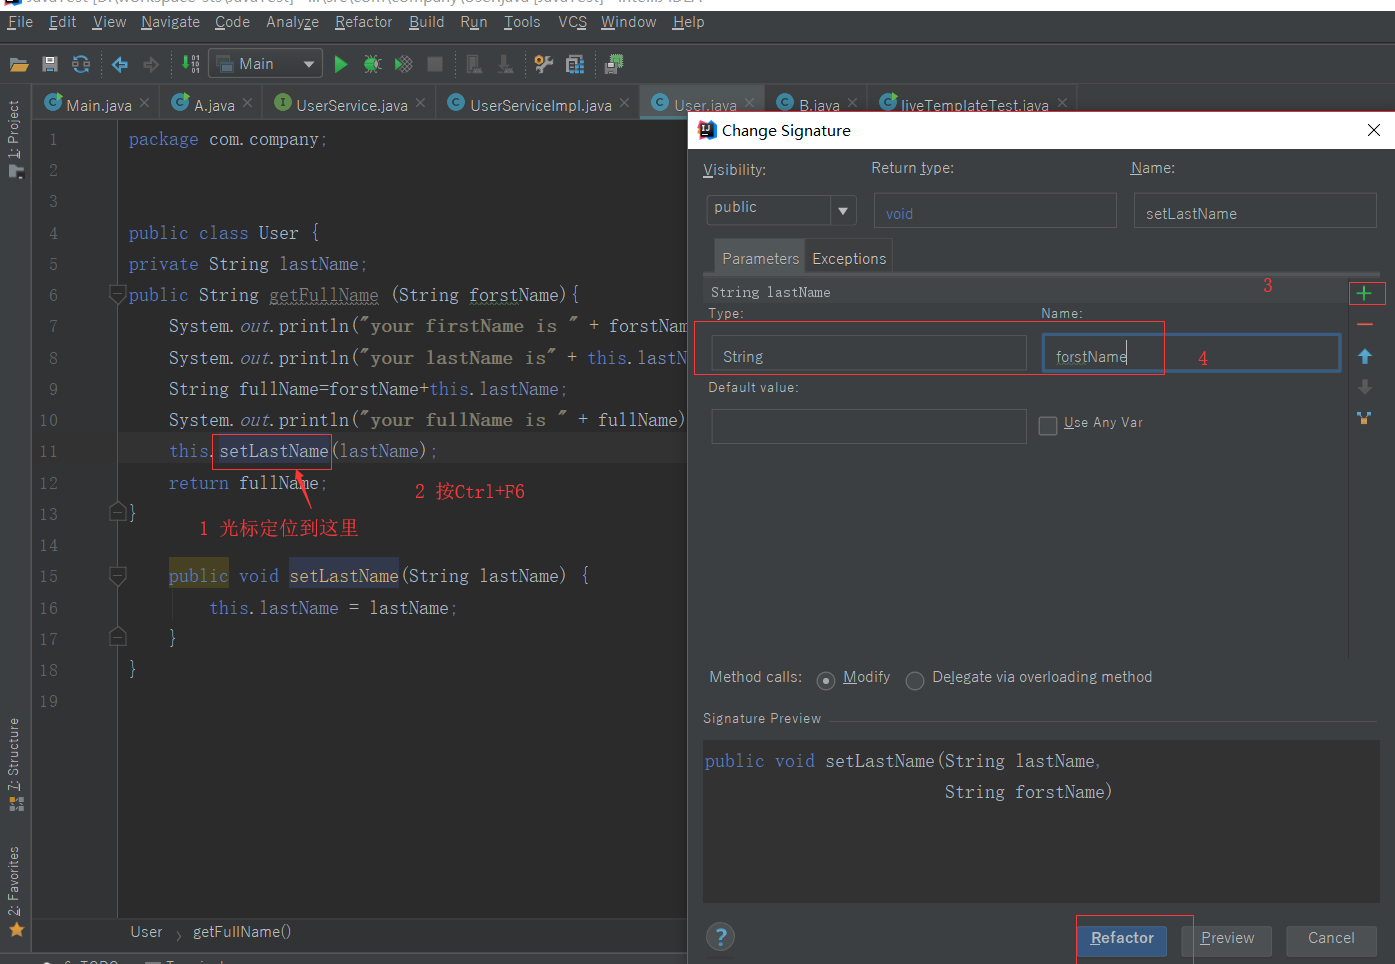 File Edit View Navigate Code Analyze Refactor Build Run Tools VCS Window Help
Main
Main.java A.java UserService.java UserServiceImpl.java User.java B.java liveTemplateTest.java
1: Project
7: Structure
2: Favorites
1 package com.company;
2
3
4 public class User {
5 private String lastName;
6 public String getFullName (String forstName){
7 System.out.println("your firstName is " + forstNam
8 System.out.println("your lastName is" + this.lastN
9 String fullName=forstName+this.lastName;
10 System.out.println("your fullName is " + fullName)
11 this.setLastName(lastName);
12 return fullName;
13 }
14
15 public void setLastName(String lastName) {
16 this.lastName = lastName;
17 }
18 }
19
2 按Ctrl+F6
1 光标定位到这里
User getFullName()
Change Signature
Visibility: Return type: Name:
public void setLastName
Parameters Exceptions
String lastName
3
Type: Name:
String forstName
4
Default value:
Use Any Var
Method calls: Modify Delegate via overloading method
Signature Preview
public void setLastName(String lastName,
String forstName)
? Refactor Preview Cancel